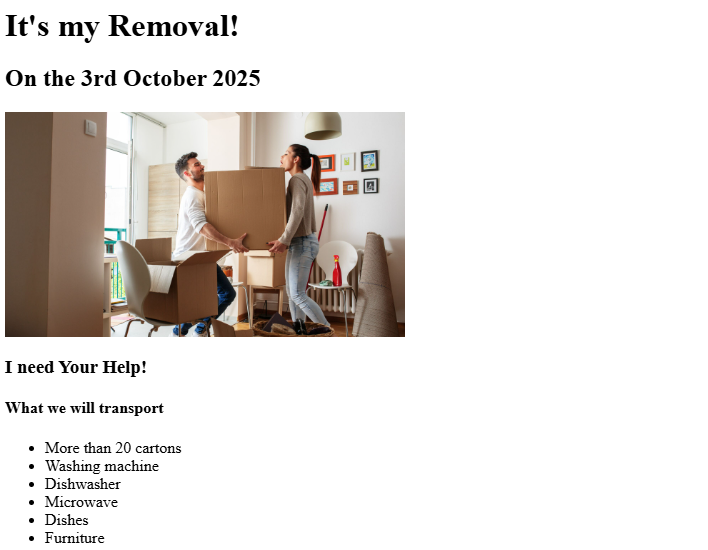 It's my Removal!
On the 3rd October 2025
I need Your Help!
What we will transport
More than 20 cartons
Washing machine
Dishwasher
Microwave
Dishes
Furniture